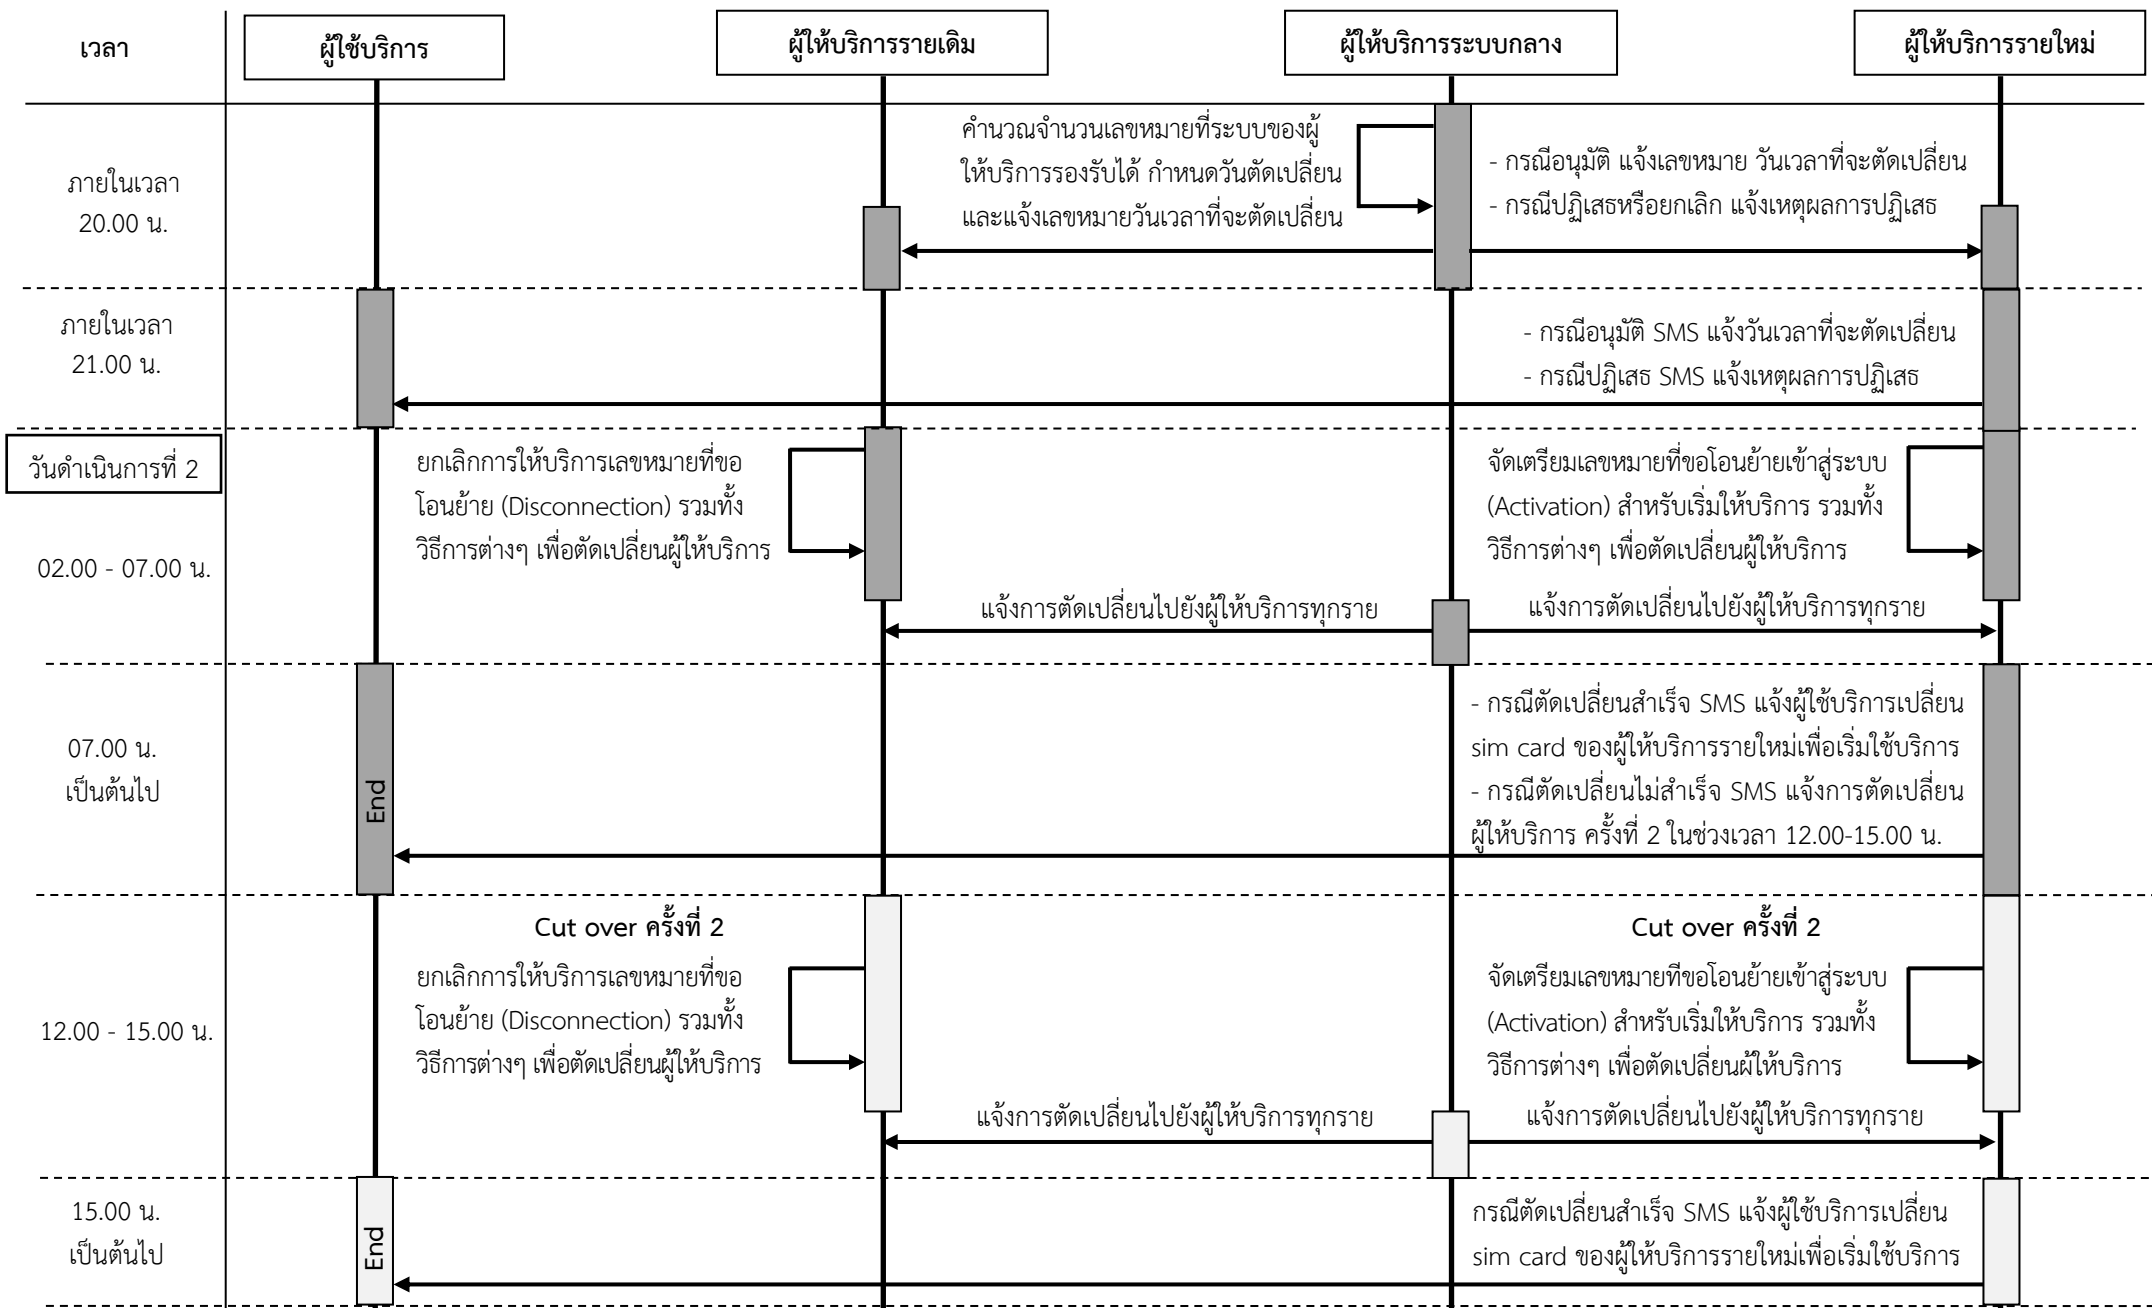 เวลา
ผู้ใช้บริการ
ผู้ให้บริการรายเดิม
ผู้ให้บริการระบบกลาง
ผู้ให้บริการรายใหม่
ภายในเวลา
20.00 น.
คำนวณจำนวนเลขหมายที่ระบบของผู้
ให้บริการรองรับได้ กำหนดวันตัดเปลี่ยน
และแจ้งเลขหมายวันเวลาที่จะตัดเปลี่ยน
- กรณีอนุมัติ แจ้งเลขหมาย วันเวลาที่จะตัดเปลี่ยน
- กรณีปฏิเสธหรือยกเลิก แจ้งเหตุผลการปฏิเสธ
ภายในเวลา
21.00 น.
- กรณีอนุมัติ SMS แจ้งวันเวลาที่จะตัดเปลี่ยน
- กรณีปฏิเสธ SMS แจ้งเหตุผลการปฏิเสธ
วันดำเนินการที่ 2
02.00 - 07.00 น.
ยกเลิกการให้บริการเลขหมายที่ขอ
โอนย้าย (Disconnection) รวมทั้ง
วิธีการต่างๆ เพื่อตัดเปลี่ยนผู้ให้บริการ
จัดเตรียมเลขหมายที่ขอโอนย้ายเข้าสู่ระบบ
(Activation) สำหรับเริ่มให้บริการ รวมทั้ง
วิธีการต่างๆ เพื่อตัดเปลี่ยนผู้ให้บริการ
แจ้งการตัดเปลี่ยนไปยังผู้ให้บริการทุกราย
แจ้งการตัดเปลี่ยนไปยังผู้ให้บริการทุกราย
07.00 น.
เป็นต้นไป
End
- กรณีตัดเปลี่ยนสำเร็จ SMS แจ้งผู้ใช้บริการเปลี่ยน
sim card ของผู้ให้บริการรายใหม่เพื่อเริ่มใช้บริการ
- กรณีตัดเปลี่ยนไม่สำเร็จ SMS แจ้งการตัดเปลี่ยน
ผู้ให้บริการ ครั้งที่ 2 ในช่วงเวลา 12.00-15.00 น.
12.00 - 15.00 น.
Cut over ครั้งที่ 2
ยกเลิกการให้บริการเลขหมายที่ขอ
โอนย้าย (Disconnection) รวมทั้ง
วิธีการต่างๆ เพื่อตัดเปลี่ยนผู้ให้บริการ
Cut over ครั้งที่ 2
จัดเตรียมเลขหมายทีขอโอนย้ายเข้าสู่ระบบ
(Activation) สำหรับเริ่มให้บริการ รวมทั้ง
วิธีการต่างๆ เพื่อตัดเปลี่ยนผ้ให้บริการ
แจ้งการตัดเปลี่ยนไปยังผู้ให้บริการทุกราย
แจ้งการตัดเปลี่ยนไปยังผู้ให้บริการทุกราย
15.00 น.
เป็นต้นไป
End
กรณีตัดเปลี่ยนสำเร็จ SMS แจ้งผู้ใช้บริการเปลี่ยน
sim card ของผู้ให้บริการรายใหม่เพื่อเริ่มใช้บริการ